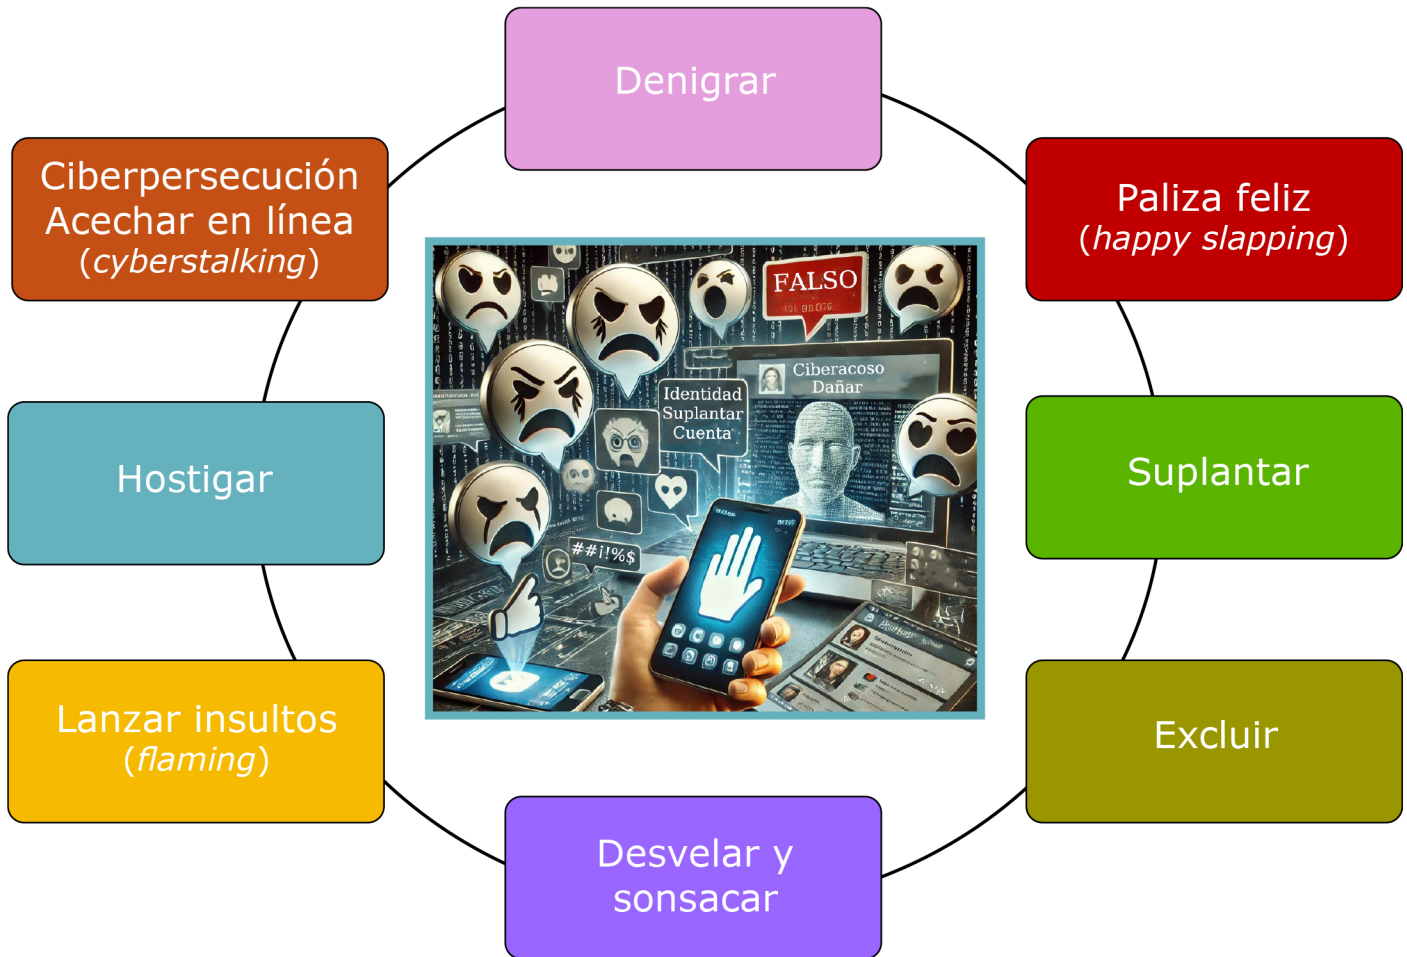 Denigrar
Ciberpersecución
Acechar en línea
(cyberstalking)
Paliza feliz
(happy slapping)
FALSO
Ciberacoso
Dañar
Identidad
Suplantar
Cuenta
Hostigar
Suplantar
##¡!%$
Lanzar insultos
(flaming)
Excluir
Desvelar y
sonsacar